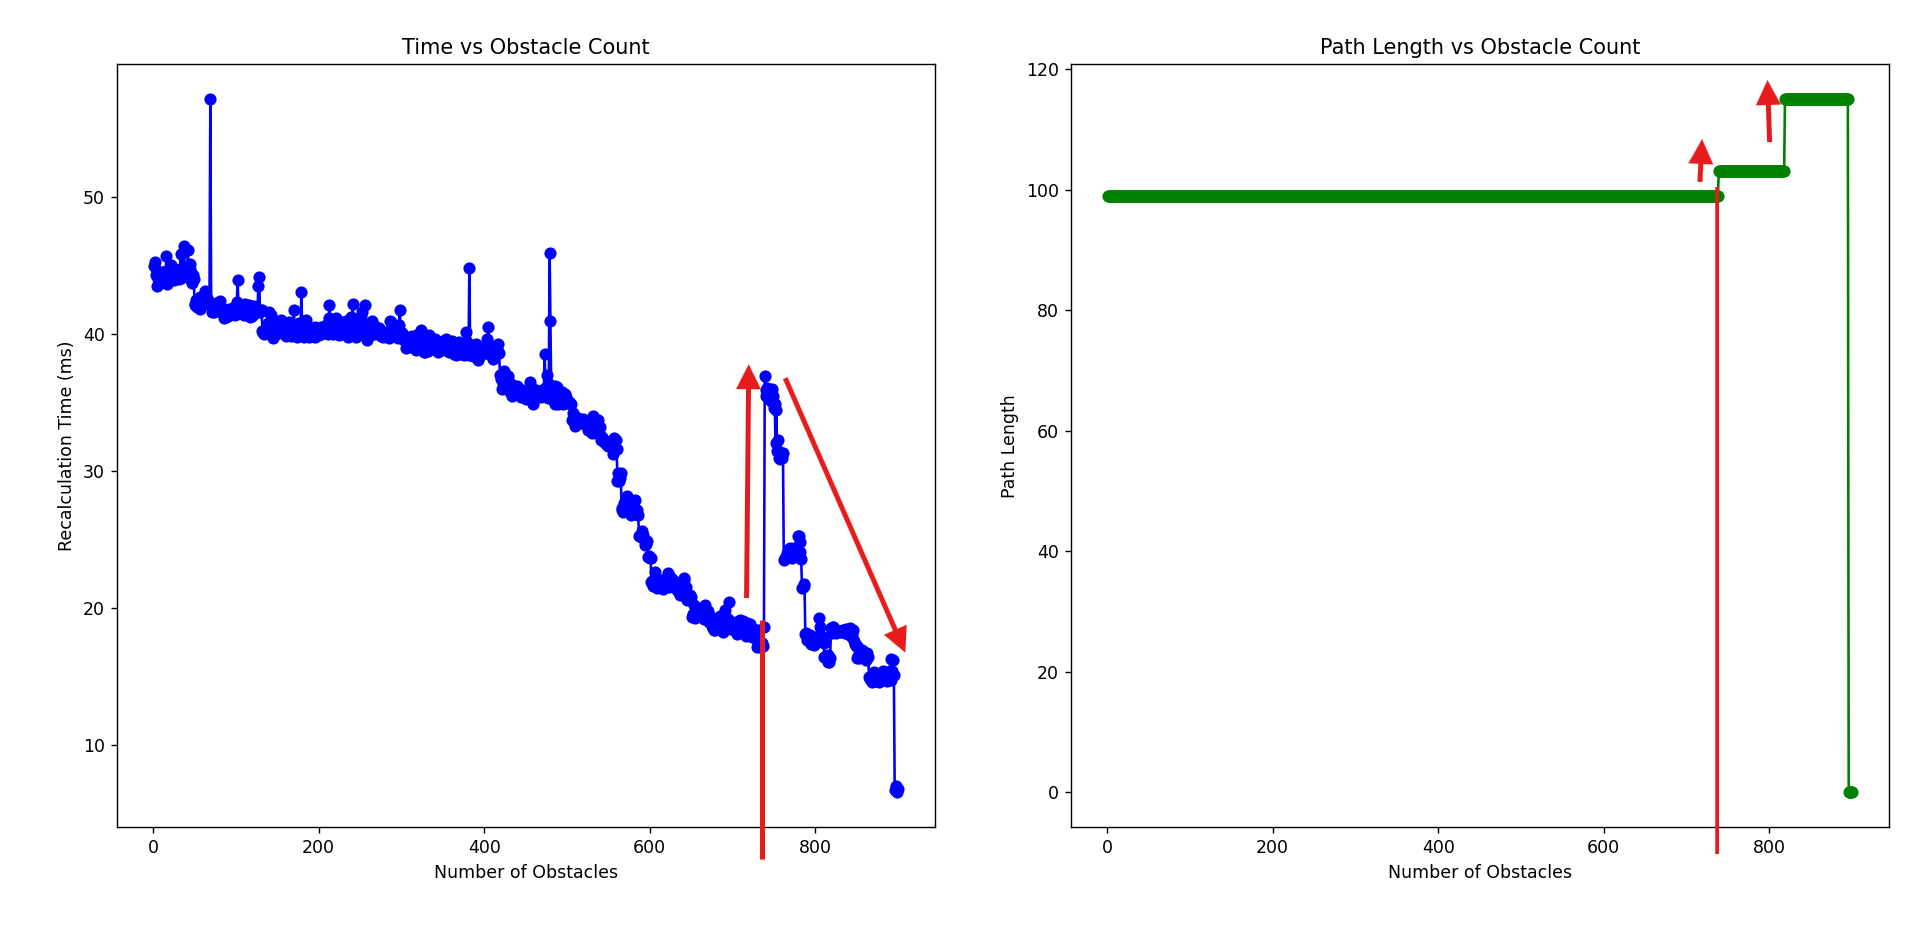 Time vs Obstacle Count
50
40
30
20
10
Recalculation Time (ms)
0 200 400 600 800
Number of Obstacles
Path Length vs Obstacle Count
120
100
80
60
40
20
0
Path Length
0 200 400 600 800
Number of Obstacles